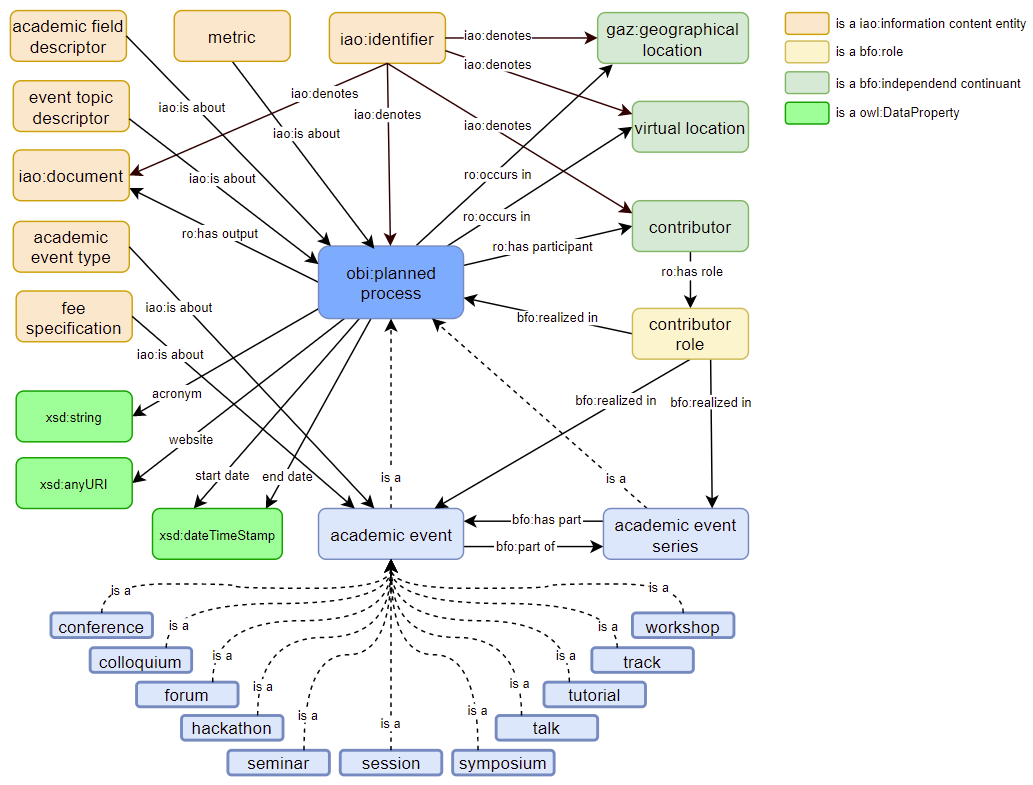 academic field
descriptor
metric
iao:identifier
iao:denotes
gaz:geographical
location
is a iao:information content entity
is a bfo:role
is a bfo:independend continuant
is a owl:DataProperty
iao:denotes
event topic
descriptor
iao:is about
iao:is about
iao:denotes
iao:denotes
iao:denotes
virtual location
iao:document
iao:is about
ro:occurs in
ro:occurs in
academic
event type
ro:has output
obi:planned
process
ro:has participant
contributor
ro:has role
fee
specification
iao:is about
iao:is about
bfo:realized in
contributor
role
xsd:string
acronym
bfo:realized in
bfo:realized in
xsd:anyURI
website
start date
end date
is a
is a
xsd:dateTimeStamp
academic event
bfo:has part
bfo:part of
academic event
series
is a
is a
conference
is a
is a
workshop
colloquium
is a
is a
track
forum
is a
is a
tutorial
hackathon
is a
is a
is a
talk
seminar
session
symposium